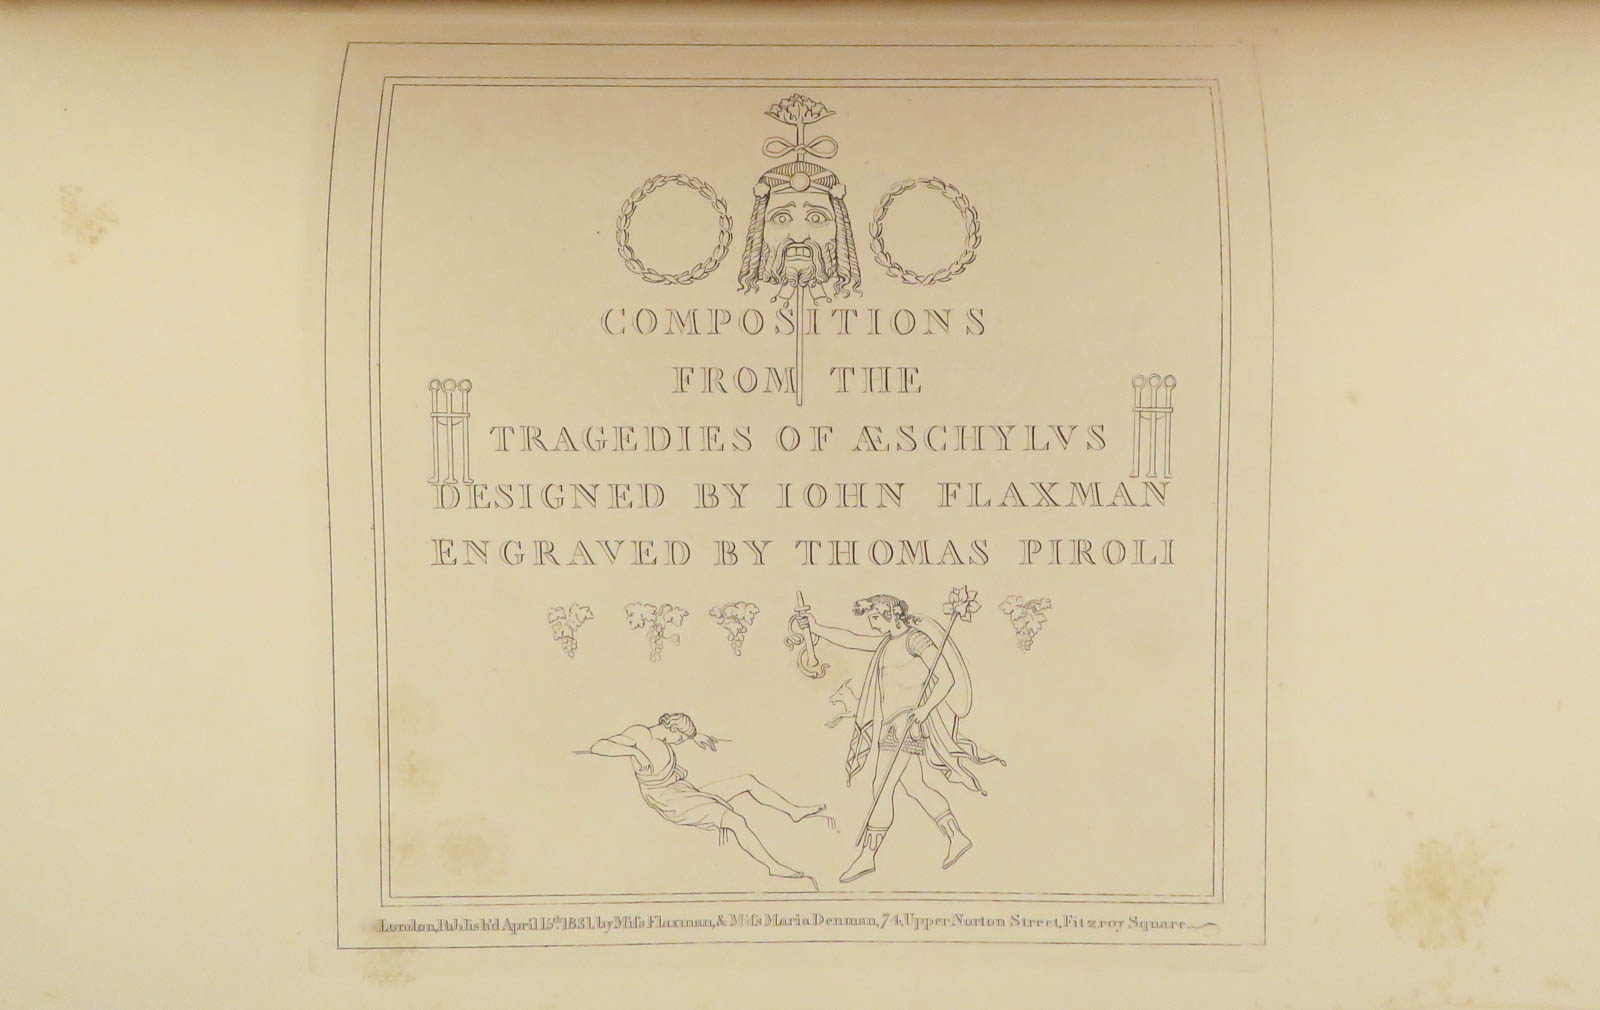 COMPOSITIONS
FROM THE
TRAGEDIES OF ÆSCHYLVS
DESIGNED BY IOHN FLAXMAN
ENGRAVED BY THOMAS PIROLI
London, Publish'd April 15th. 1831, by Miſs Flaxman, & Miſs Maria Denman, 74, Upper Norton Street, Fitzroy Square.